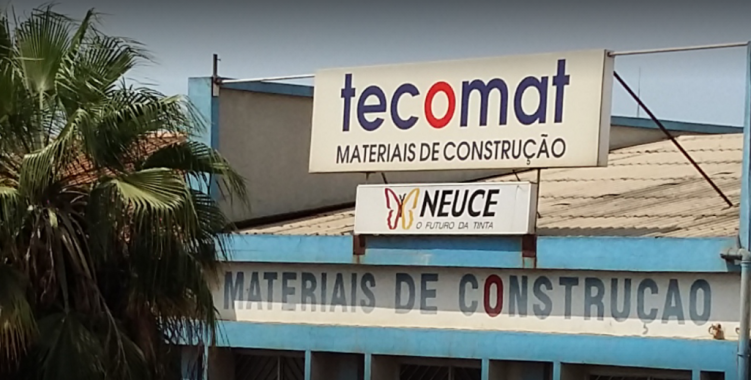 tecomat
MATERIAIS DE CONSTRUÇÃO
NEUCE
O FUTURO DA TINTA
MATERIAIS DE CONSTRUÇAO